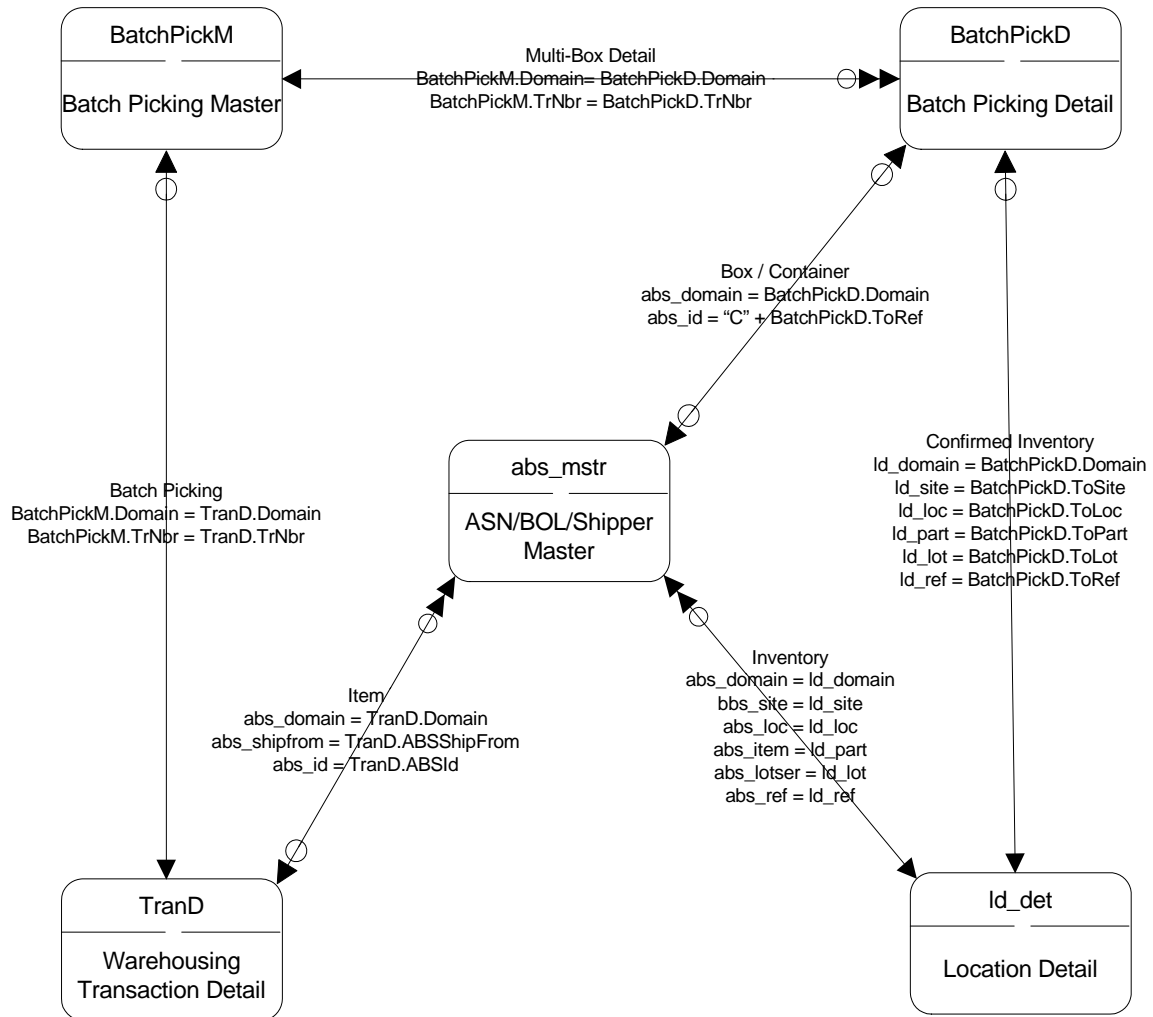 BatchPickM
Batch Picking Master
Multi-Box Detail
BatchPickM.Domain= BatchPickD.Domain
BatchPickM.TrNbr = BatchPickD.TrNbr
BatchPickD
Batch Picking Detail
Box / Container
abs_domain = BatchPickD.Domain
abs_id = “C” + BatchPickD.ToRef
Batch Picking
BatchPickM.Domain = TranD.Domain
BatchPickM.TrNbr = TranD.TrNbr
abs_mstr
ASN/BOL/Shipper
Master
Confirmed Inventory
ld_domain = BatchPickD.Domain
ld_site = BatchPickD.ToSite
ld_loc = BatchPickD.ToLoc
ld_part = BatchPickD.ToPart
ld_lot = BatchPickD.ToLot
ld_ref = BatchPickD.ToRef
Item
abs_domain = TranD.Domain
abs_shipfrom = TranD.ABSShipFrom
abs_id = TranD.ABSId
Inventory
abs_domain = ld_domain
bbs_site = ld_site
abs_loc = ld_loc
abs_item = ld_part
abs_lotser = ld_lot
abs_ref = ld_ref
TranD
Warehousing
Transaction Detail
ld_det
Location Detail